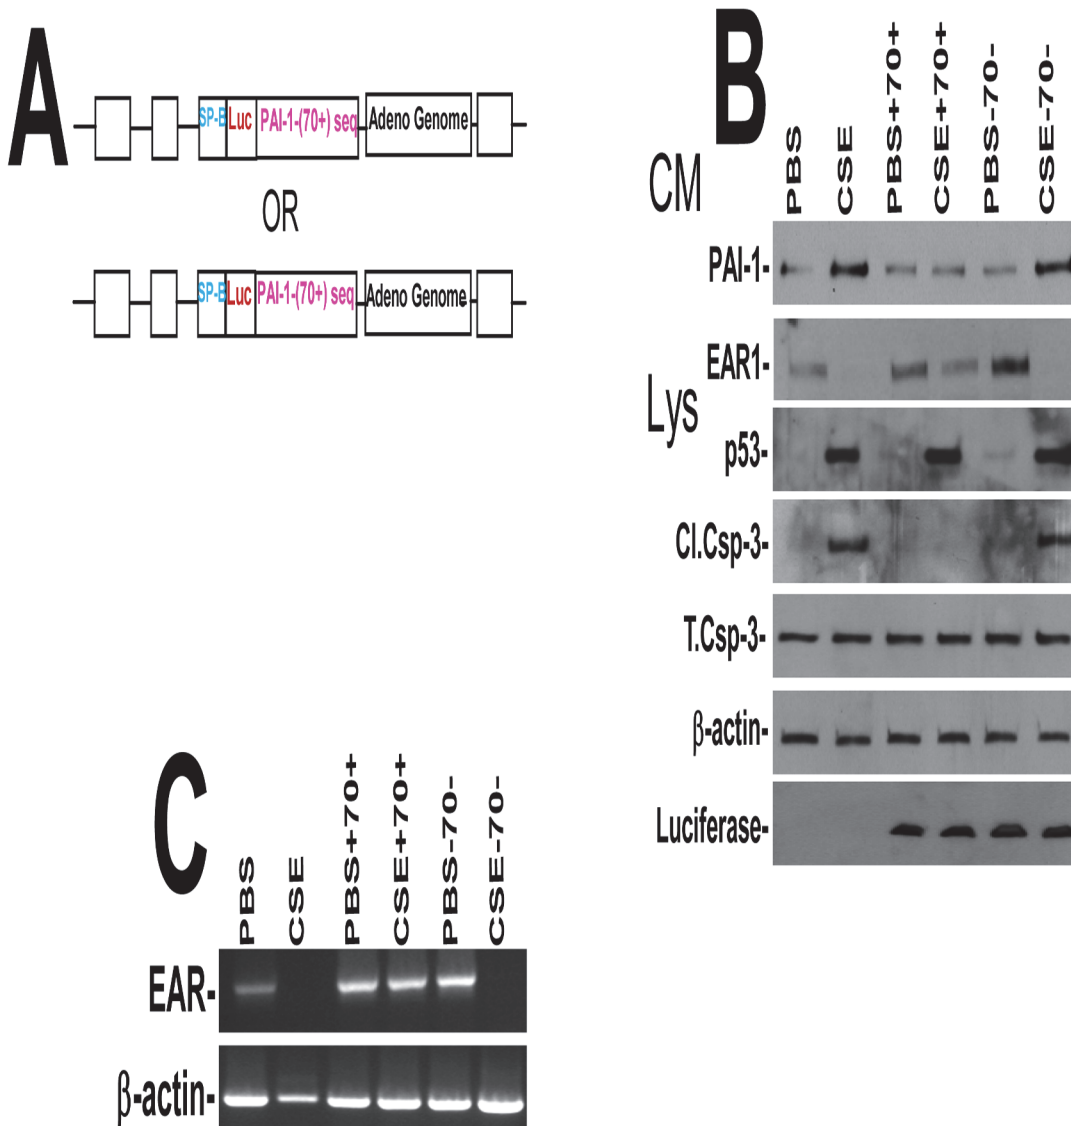 A
SP-B Luc PAI-1-(70+) seq Adeno Genome
OR
SP-B Luc PAI-1-(70+) seq Adeno Genome
B
CM
PBS CSE PBS+70+ CSE+70+ PBS-70- CSE-70-
PAI-1-
EAR1-
Lys
p53-
Cl.Csp-3-
T.Csp-3-
β-actin-
Luciferase-
C
PBS CSE PBS+70+ CSE+70+ PBS-70- CSE-70-
EAR-
β-actin-